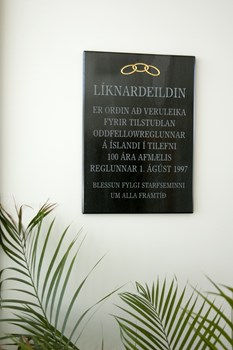 LÍKNARDEILDIN
ER ORÐIN AÐ VERULEIKA
FYRIR TILSTUÐLAN
ODDFELLOWREGLUNNAR
Á ÍSLANDI Í TILEFNI
100 ÁRA AFMÆLIS
REGLUNNAR 1. ÁGÚST 1997
BLESSUN FYLGI STARFSEMINNI
UM ALLA FRAMTÍÐ